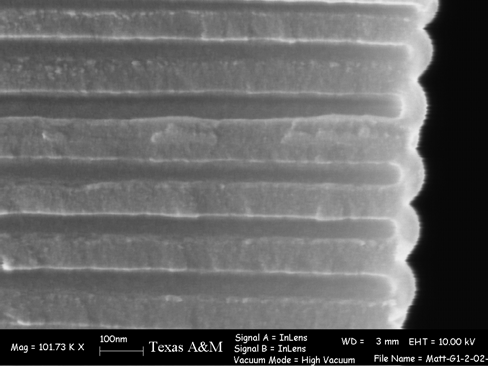 Mag = 101.73 K X
100nm
Texas A&M
Signal A = InLens
Signal B = InLens
Vacuum Mode = High Vacuum
WD = 3 mm EHT = 10.00 kV
File Name = Matt-G1-2-02-